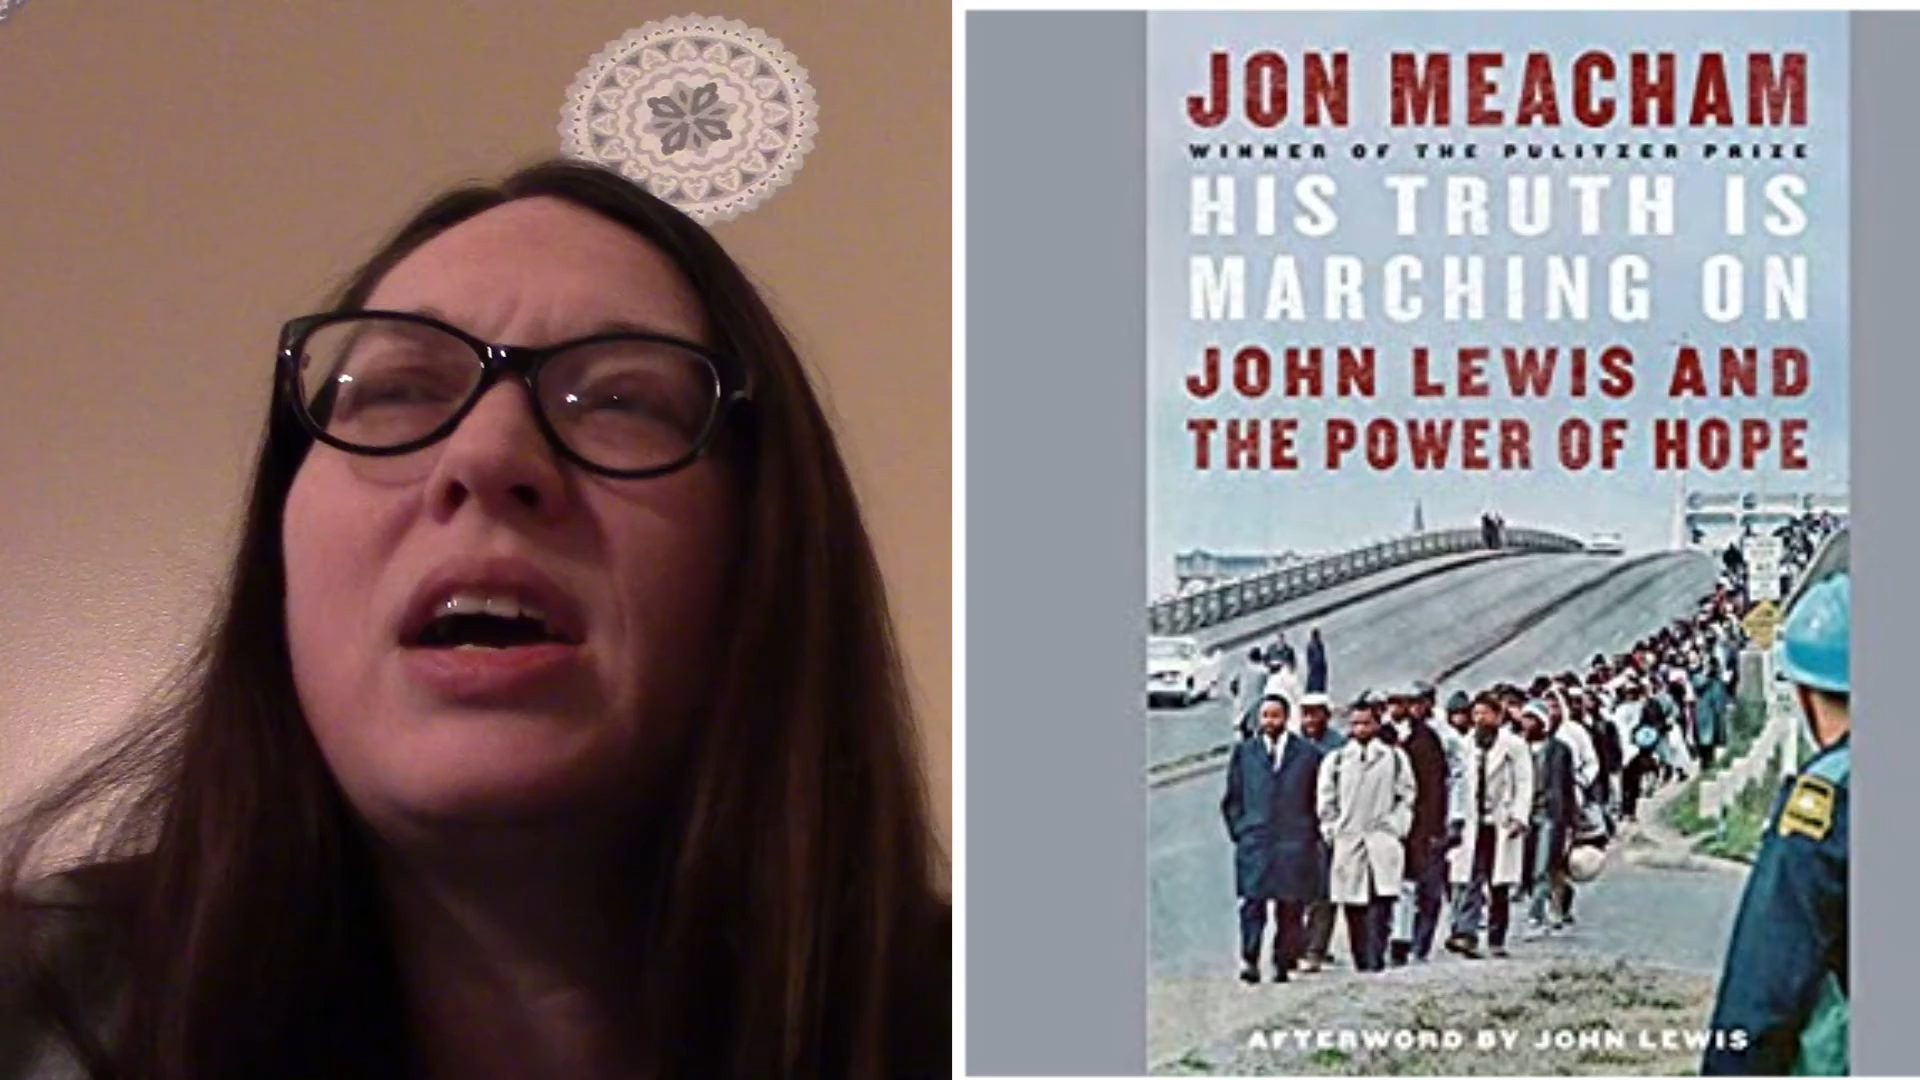 JON MEACHAM
WINNER OF THE PULITZER PRIZE
HIS TRUTH IS
MARCHING ON
JOHN LEWIS AND
THE POWER OF HOPE
AFTERWORD BY JOHN LEWIS